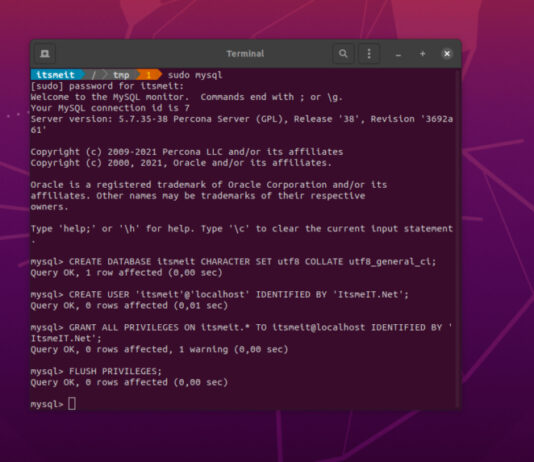 Terminal
itsmeit / tmp 1 sudo mysql
[sudo] password for itsmeit:
Welcome to the MySQL monitor.  Commands end with ; or \g.
Your MySQL connection id is 7
Server version: 5.7.35-38 Percona Server (GPL), Release '38', Revision '3692a
61'
Copyright (c) 2009-2021 Percona LLC and/or its affiliates
Copyright (c) 2000, 2021, Oracle and/or its affiliates.
Oracle is a registered trademark of Oracle Corporation and/or its
affiliates. Other names may be trademarks of their respective
owners.
Type 'help;' or '\h' for help. Type '\c' to clear the current input statement
.
mysql> CREATE DATABASE itsmeit CHARACTER SET utf8 COLLATE utf8_general_ci;
Query OK, 1 row affected (0,00 sec)
mysql> CREATE USER 'itsmeit'@'localhost' IDENTIFIED BY 'ItsmeIT.Net';
Query OK, 0 rows affected (0,01 sec)
mysql> GRANT ALL PRIVILEGES ON itsmeit.* TO itsmeit@localhost IDENTIFIED BY '
ItsmeIT.Net';
Query OK, 0 rows affected, 1 warning (0,00 sec)
mysql> FLUSH PRIVILEGES;
Query OK, 0 rows affected (0,00 sec)
mysql>